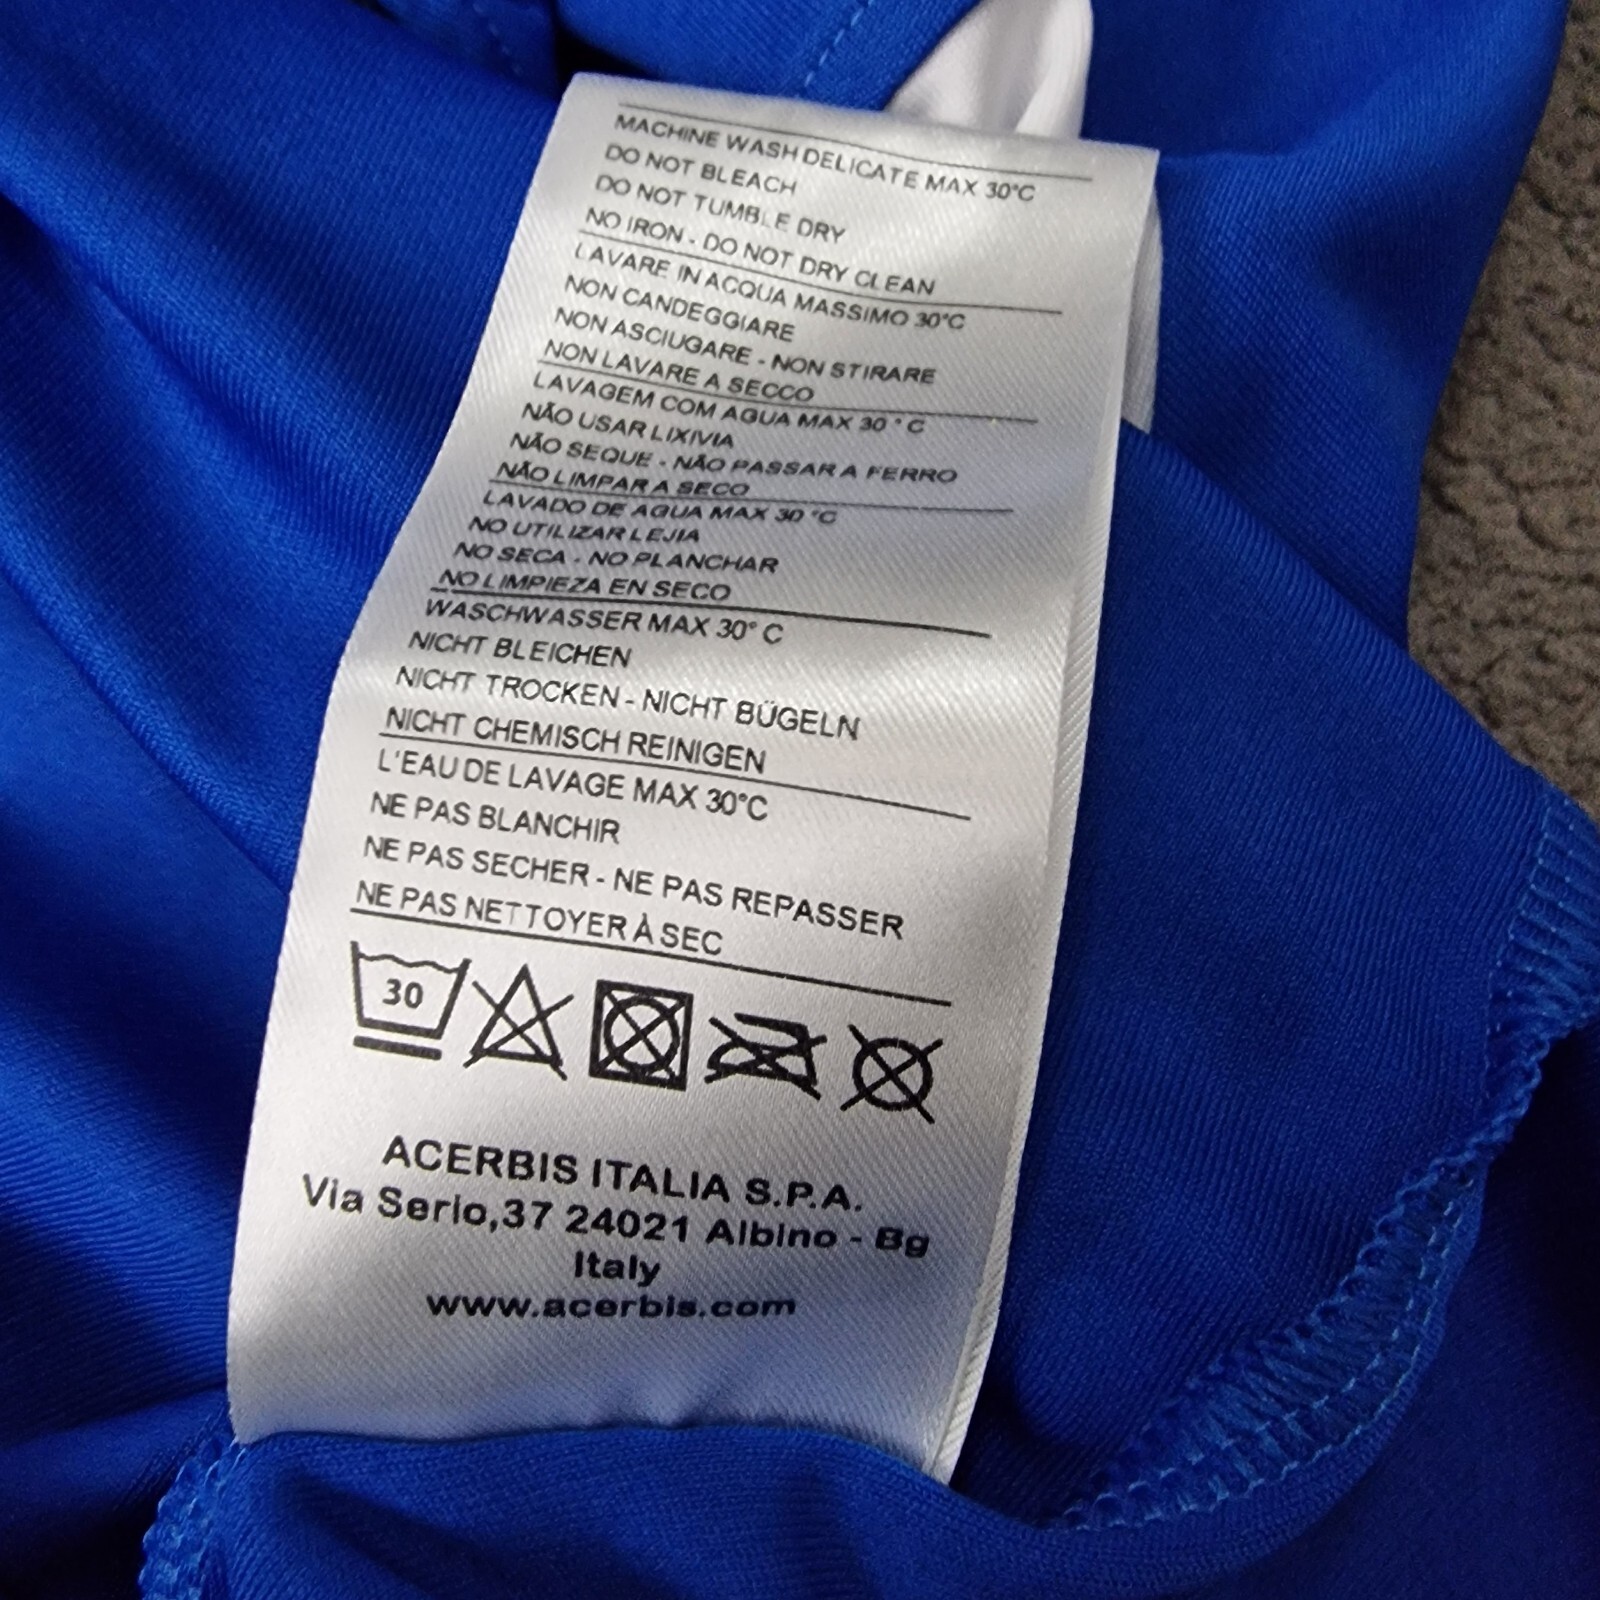 MACHINE WASH DELICATE MAX 30°C
DO NOT BLEACH
DO NOT TUMBLE DRY
NO IRON - DO NOT DRY CLEAN
LAVARE IN ACQUA MASSIMO 30°C
NON CANDEGGIARE
NON ASCIUGARE - NON STIRARE
NON LAVARE A SECCO
LAVAGEM COM AGUA MAX 30 ° C
NÃO USAR LIXIVIA
NÃO SEQUE - NÃO PASSAR A FERRO
NÃO LIMPAR A SECO
LAVADO DE AGUA MAX 30 °C
NO UTILIZAR LEJIA
NO SECA - NO PLANCHAR
NO LIMPIEZA EN SECO
WASCHWASSER MAX 30° C
NICHT BLEICHEN
NICHT TROCKEN - NICHT BÜGELN
NICHT CHEMISCH REINIGEN
L'EAU DE LAVAGE MAX 30°C
NE PAS BLANCHIR
NE PAS SECHER - NE PAS REPASSER
NE PAS NETTOYER À SEC
30
ACERBIS ITALIA S.P.A.
Via Serio,37 24021 Albino - Bg
Italy
www.acerbis.com